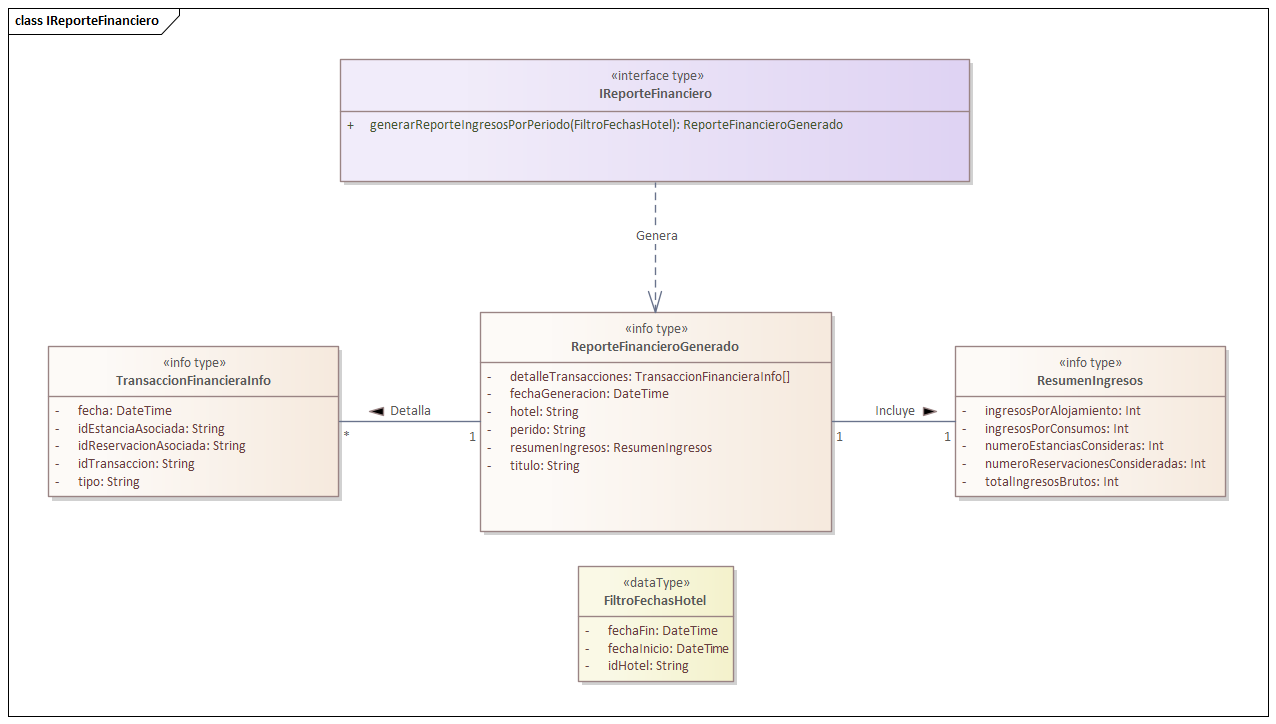 class IReporteFinanciero
«interface type»
IReporteFinanciero
+ generarReporteIngresosPorPeriodo(FiltroFechasHotel): ReporteFinancieroGenerado
Genera
«info type»
TransaccionFinancieraInfo
- fecha: DateTime
- idEstanciaAsociada: String
- idReservacionAsociada: String
- idTransaccion: String
- tipo: String
Detalla
*
1
«info type»
ReporteFinancieroGenerado
- detalleTransacciones: TransaccionFinancieraInfo[]
- fechaGeneracion: DateTime
- hotel: String
- perido: String
- resumenIngresos: ResumenIngresos
- titulo: String
Incluye
1
1
«info type»
ResumenIngresos
- ingresosPorAlojamiento: Int
- ingresosPorConsumos: Int
- numeroEstanciasConsideras: Int
- numeroReservacionesConsideradas: Int
- totalIngresosBrutos: Int
«dataType»
FiltroFechasHotel
- fechaFin: DateTime
- fechaInicio: DateTime
- idHotel: String